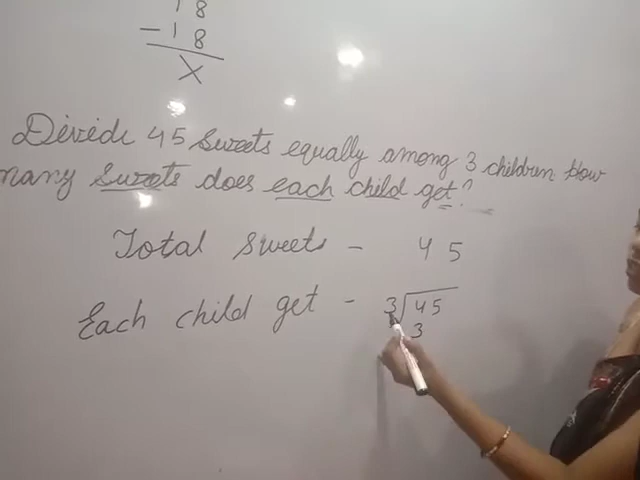 1 8
- 1 8
X
Divide 45 sweets equally among 3 children How
many sweets does each child get?
Total sweets - 45
Each child get - 3)45
3